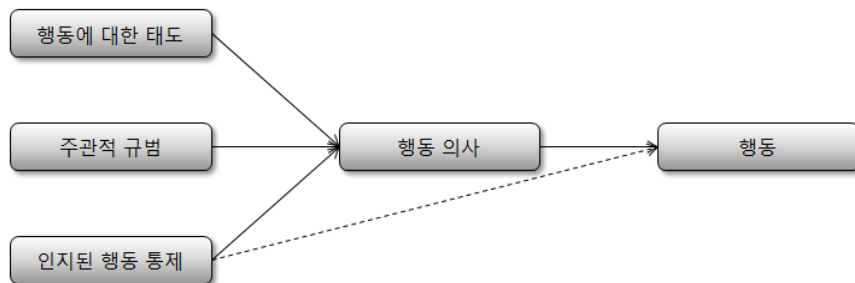 행동에 대한 태도
주관적 규범
행동 의사
행동
인지된 행동 통제